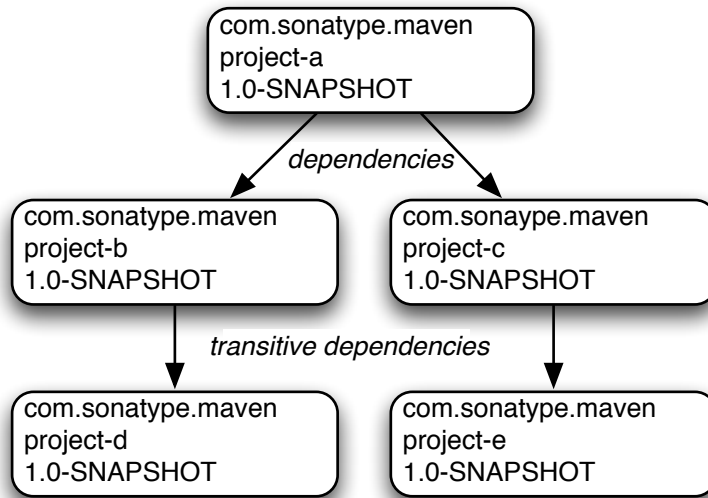 com.sonatype.maven
project-a
1.0-SNAPSHOT
dependencies
com.sonatype.maven
project-b
1.0-SNAPSHOT
com.sonaype.maven
project-c
1.0-SNAPSHOT
transitive dependencies
com.sonatype.maven
project-d
1.0-SNAPSHOT
com.sonatype.maven
project-e
1.0-SNAPSHOT